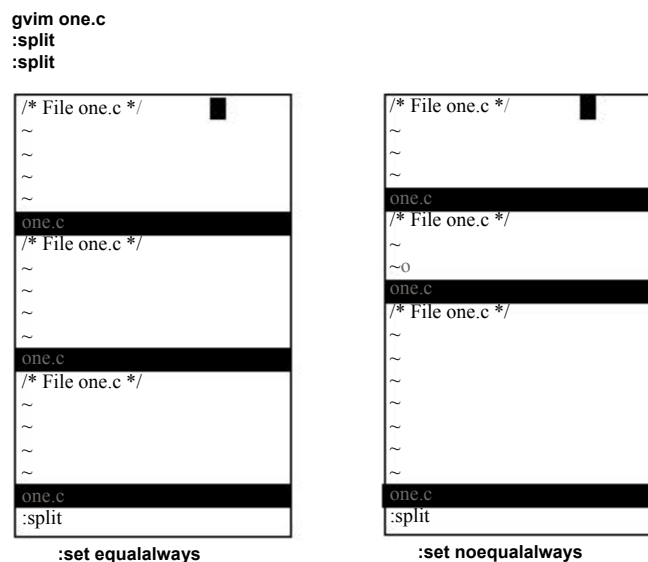 gvim one.c
:split
:split
/* File one.c */
~
~
~
~
one.c
/* File one.c */
~
~
~
~
one.c
/* File one.c */
~
~
~
~
one.c
:split
:set equalalways
/* File one.c */
~
~
~
one.c
/* File one.c */
~
~o
one.c
/* File one.c */
~
~
~
~
~
~
~
one.c
:split
:set noequalalways